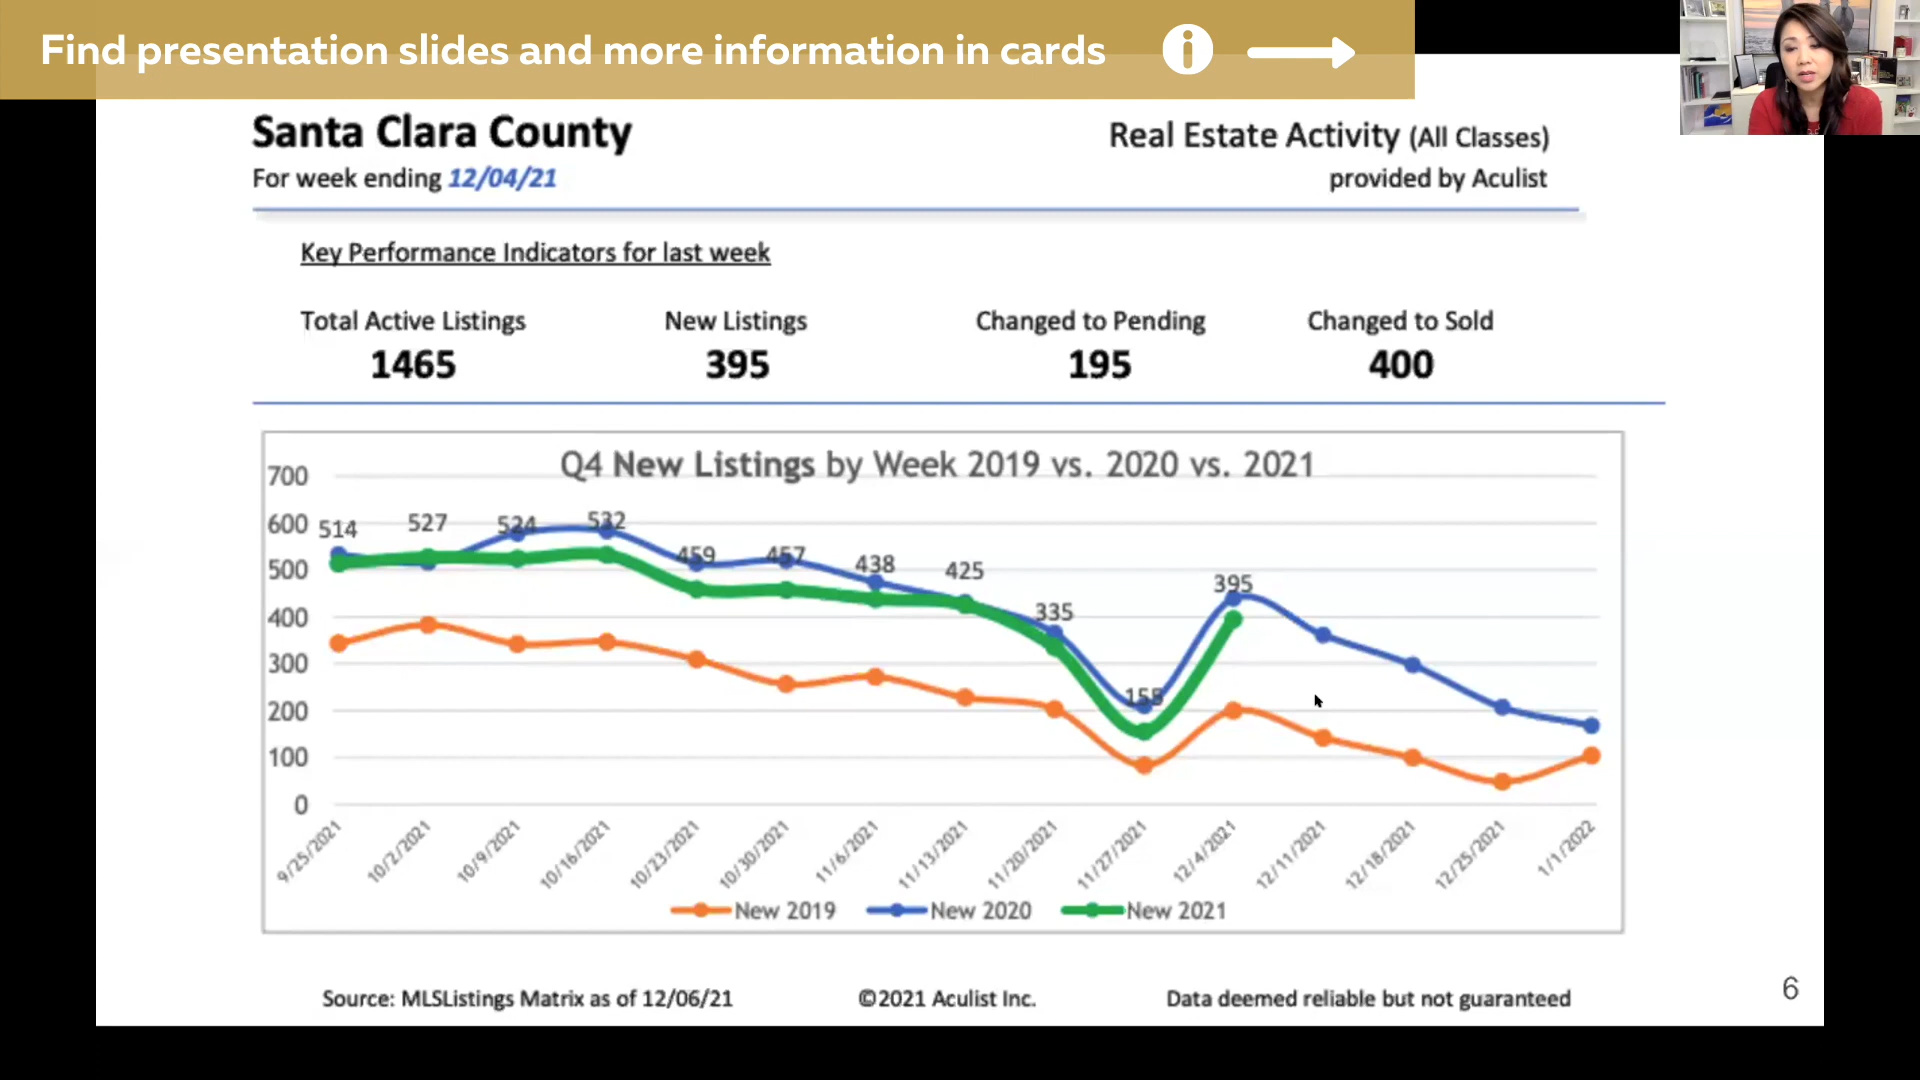 Find presentation slides and more information in cards
Santa Clara County
Real Estate Activity (All Classes)
For week ending 12/04/21
provided by Aculist
Key Performance Indicators for last week
Total Active Listings
New Listings
Changed to Pending
Changed to Sold
1465
395
195
400
Q4 New Listings by Week 2019 vs. 2020 vs. 2021
700
600
500
400
300
200
100
0
514
527
524
532
459
457
438
425
335
155
395
9/25/2021
10/2/2021
10/9/2021
10/16/2021
10/23/2021
10/30/2021
11/6/2021
11/13/2021
11/20/2021
11/27/2021
12/4/2021
12/11/2021
12/18/2021
12/25/2021
1/1/2022
New 2019
New 2020
New 2021
Source: MLSListings Matrix as of 12/06/21
©2021 Aculist Inc.
Data deemed reliable but not guaranteed
6